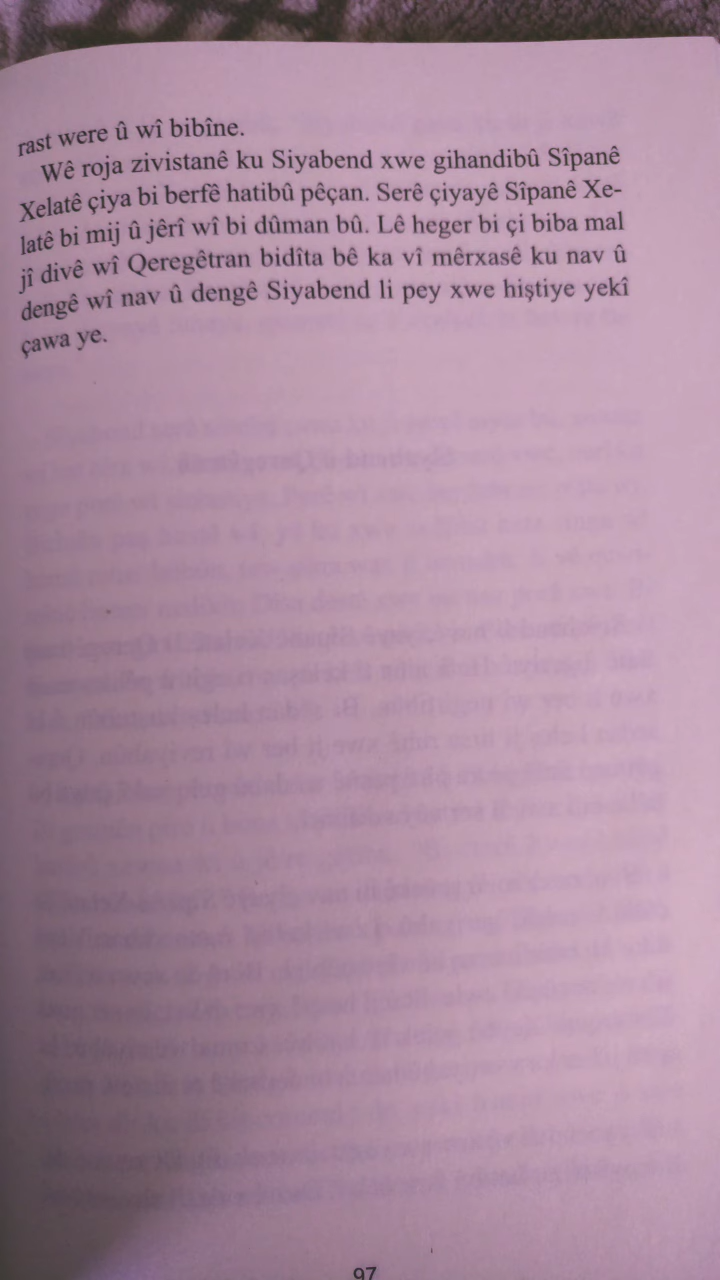 rast were û wî bibîne.
Wê roja zivistanê ku Siyabend xwe gihandibû Sîpanê
Xelatê çiya bi berfê hatibû pêçan. Serê çiyayê Sîpanê Xe-
latê bi mij û jêrî wî bi dûman bû. Lê heger bi çi biba mal
jî divê wî Qeregêtran bidîta bê ka vî mêrxasê ku nav û
dengê wî nav û dengê Siyabend li pey xwe hiştiye yekî
çawa ye.
97